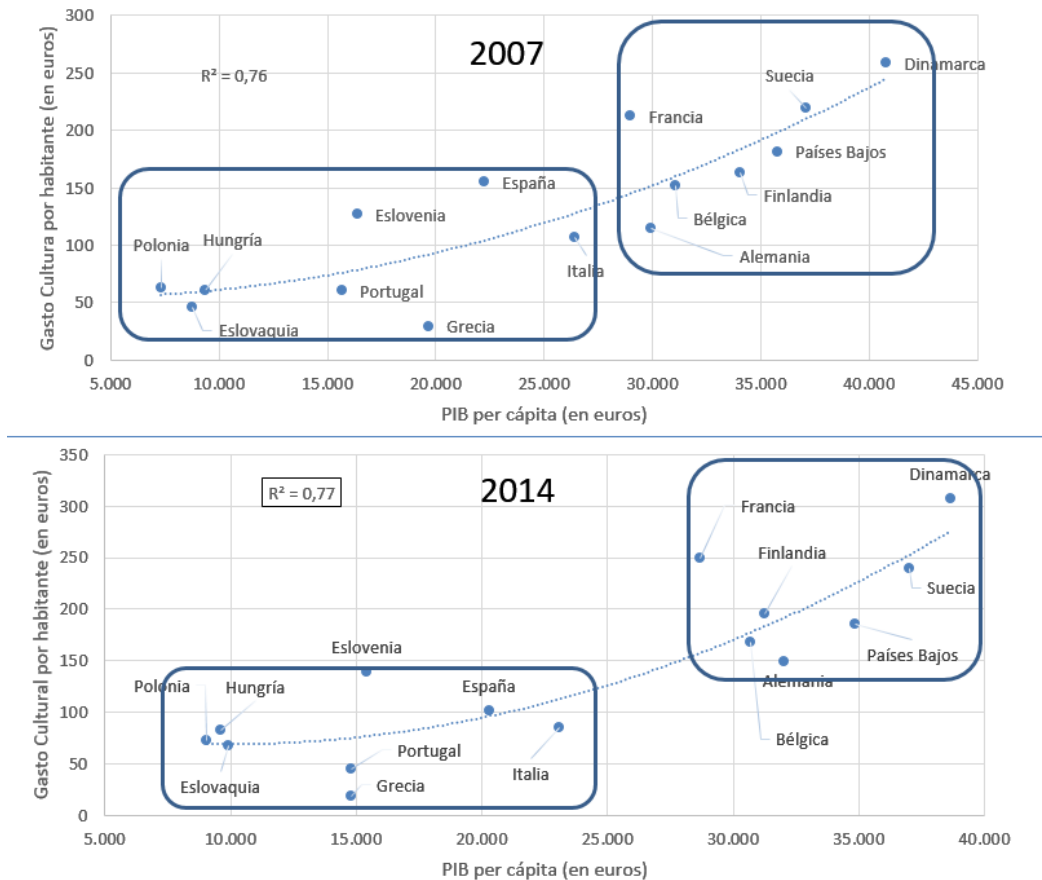 300
2007
Dinamarca
250
R² = 0,76
Suecia
Francia
200
Países Bajos
España
150
Eslovenia
Finlandia
Bélgica
Polonia
Hungría
100
Italia
Alemania
50
Portugal
Eslovaquia
Grecia
0
5.000 10.000 15.000 20.000 25.000 30.000 35.000 40.000 45.000
Gasto Cultura por habitante (en euros)
PIB per cápita (en euros)
350
2014
Dinamarca
R² = 0,77
300
Francia
Finlandia
250
Suecia
200
Países Bajos
Eslovenia
150
Alemania
Polonia
Hungría
España
100
Bélgica
Portugal
Italia
50
Eslovaquia
Grecia
0
5.000 10.000 15.000 20.000 25.000 30.000 35.000 40.000
Gasto Cultural por habitante (en euros)
PIB per cápita (en euros)